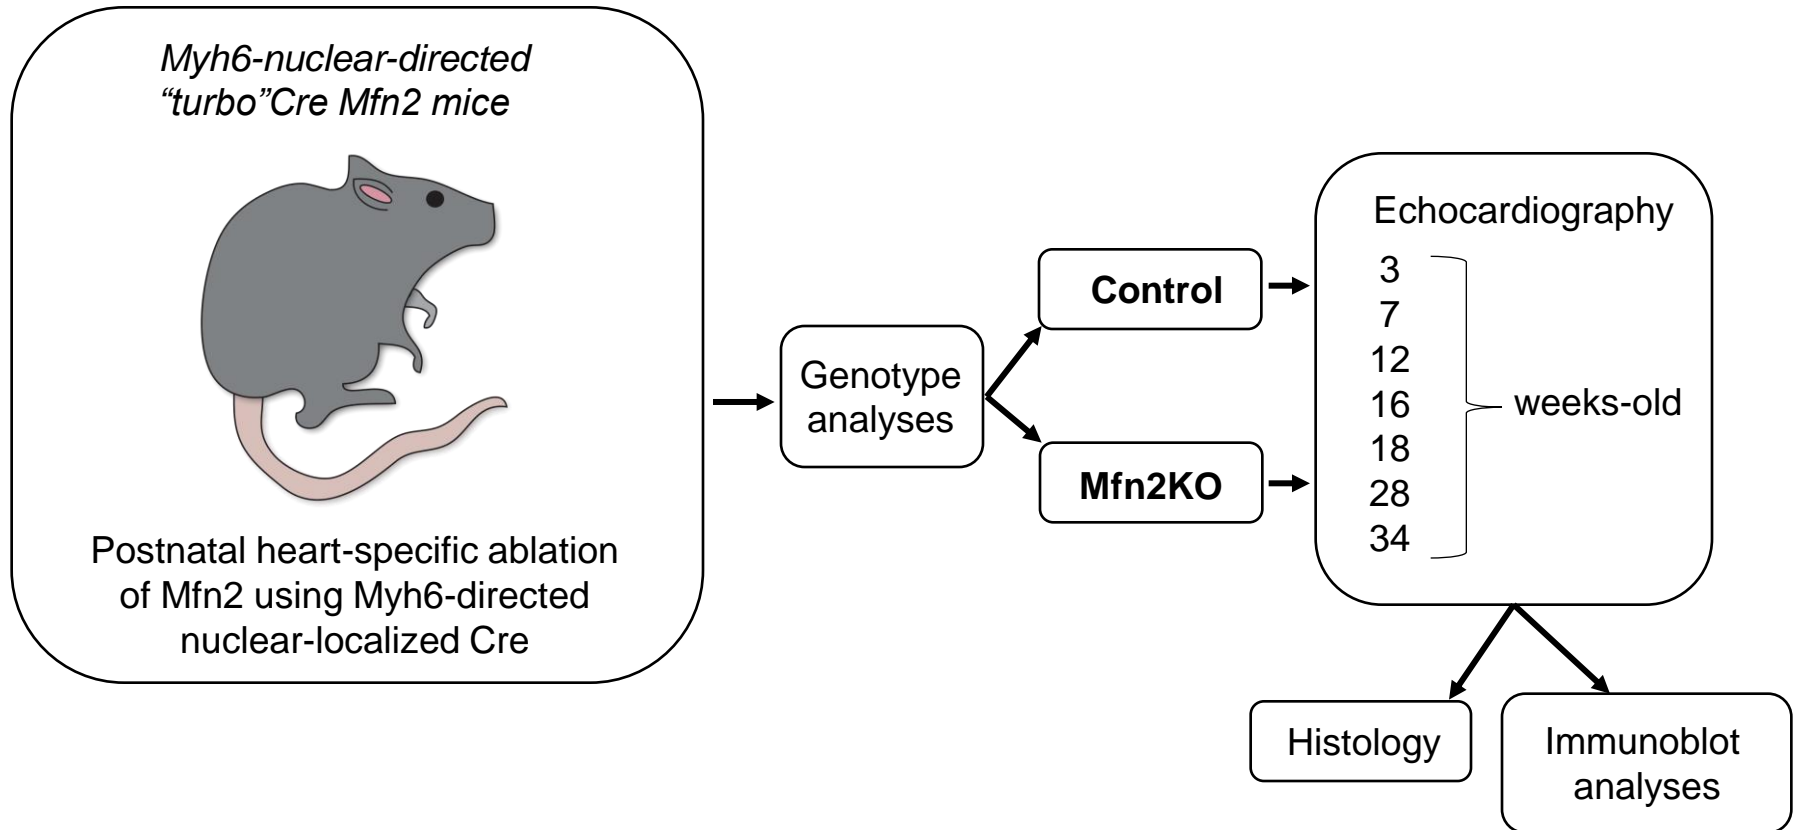 Myh6-nuclear-directed
“turbo”Cre Mfn2 mice
Postnatal heart-specific ablation
of Mfn2 using Myh6-directed
nuclear-localized Cre
Genotype
analyses
Control
Mfn2KO
Echocardiography
3
7
12
16
18
28
34
weeks-old
Histology
Immunoblot
analyses